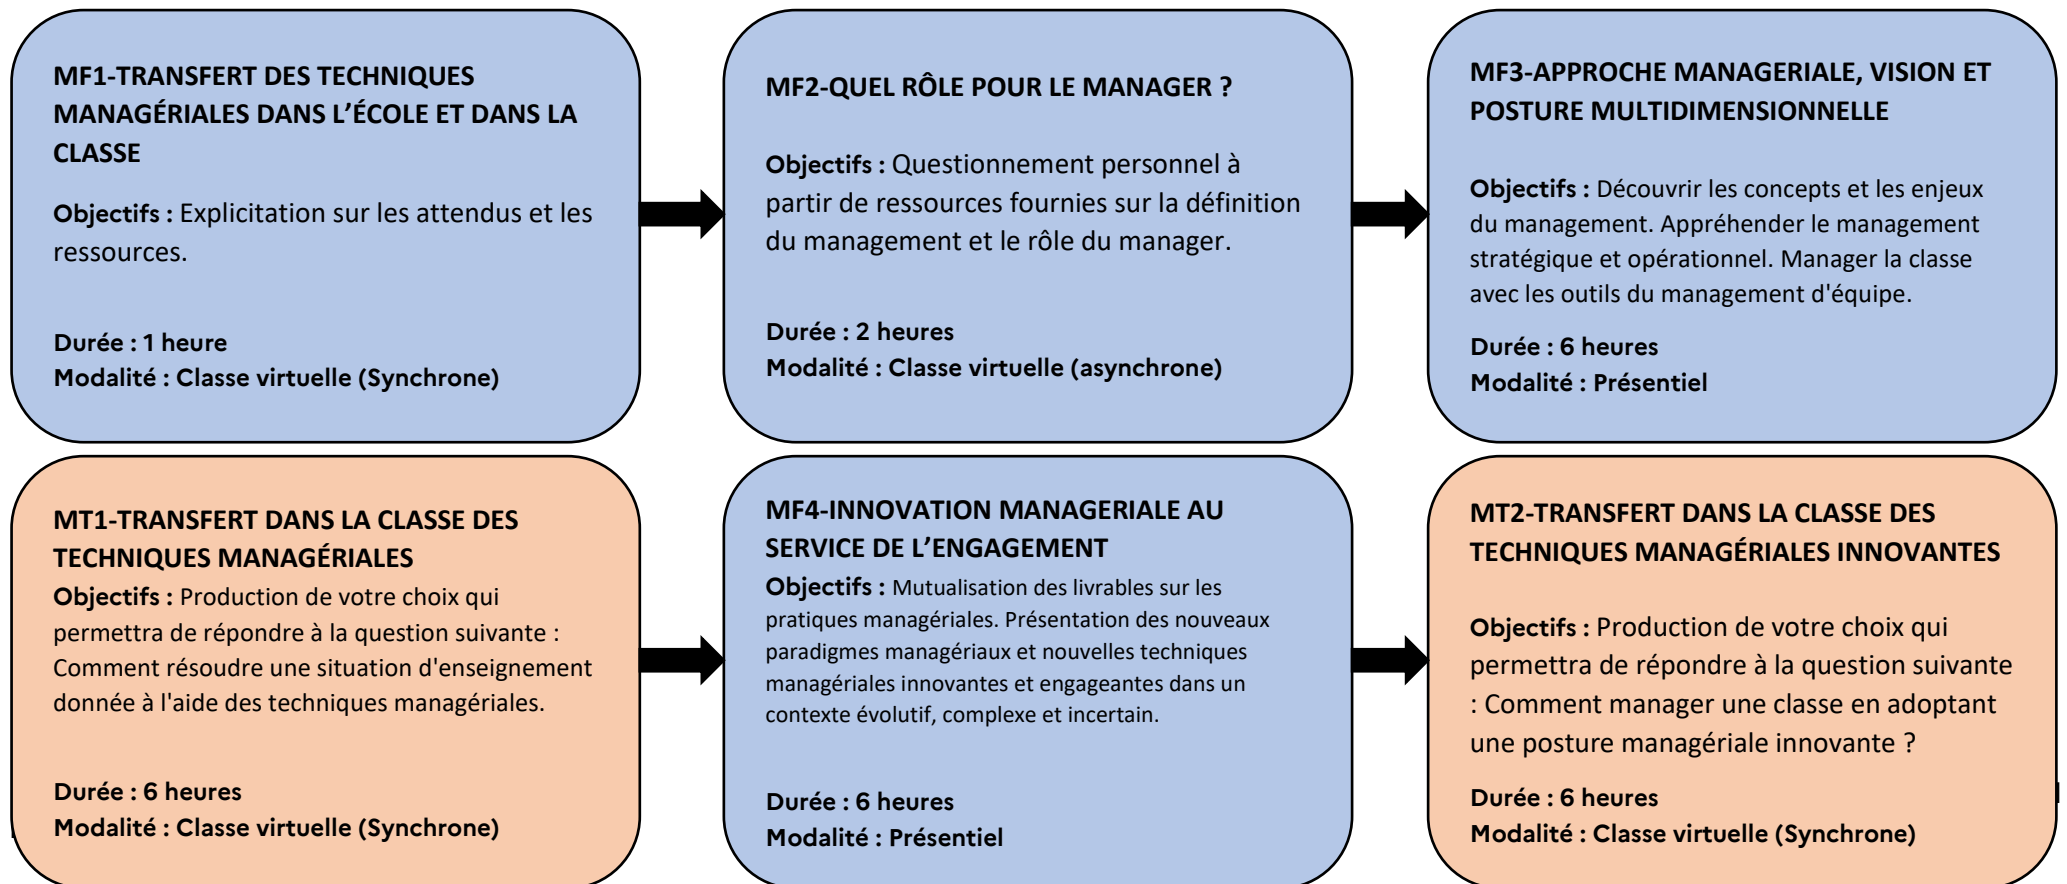 MF1-TRANSFERT DES TECHNIQUES
MANAGÉRIALES DANS L’ÉCOLE ET DANS LA
CLASSE
Objectifs : Explicitation sur les attendus et les
ressources.
Durée : 1 heure
Modalité : Classe virtuelle (Synchrone)
MF2-QUEL RÔLE POUR LE MANAGER ?
Objectifs : Questionnement personnel à
partir de ressources fournies sur la définition
du management et le rôle du manager.
Durée : 2 heures
Modalité : Classe virtuelle (asynchrone)
MF3-APPROCHE MANAGERIALE, VISION ET
POSTURE MULTIDIMENSIONNELLE
Objectifs : Découvrir les concepts et les enjeux
du management. Appréhender le management
stratégique et opérationnel. Manager la classe
avec les outils du management d'équipe.
Durée : 6 heures
Modalité : Présentiel
MT1-TRANSFERT DANS LA CLASSE DES
TECHNIQUES MANAGÉRIALES
Objectifs : Production de votre choix qui
permettra de répondre à la question suivante :
Comment résoudre une situation d'enseignement
donnée à l'aide des techniques managériales.
Durée : 6 heures
Modalité : Classe virtuelle (Synchrone)
MF4-INNOVATION MANAGERIALE AU
SERVICE DE L’ENGAGEMENT
Objectifs : Mutualisation des livrables sur les
pratiques managériales. Présentation des nouveaux
paradigmes managériaux et nouvelles techniques
managériales innovantes et engageantes dans un
contexte évolutif, complexe et incertain.
Durée : 6 heures
Modalité : Présentiel
MT2-TRANSFERT DANS LA CLASSE DES
TECHNIQUES MANAGÉRIALES INNOVANTES
Objectifs : Production de votre choix qui
permettra de répondre à la question suivante
: Comment manager une classe en adoptant
une posture managériale innovante ?
Durée : 6 heures
Modalité : Classe virtuelle (Synchrone)